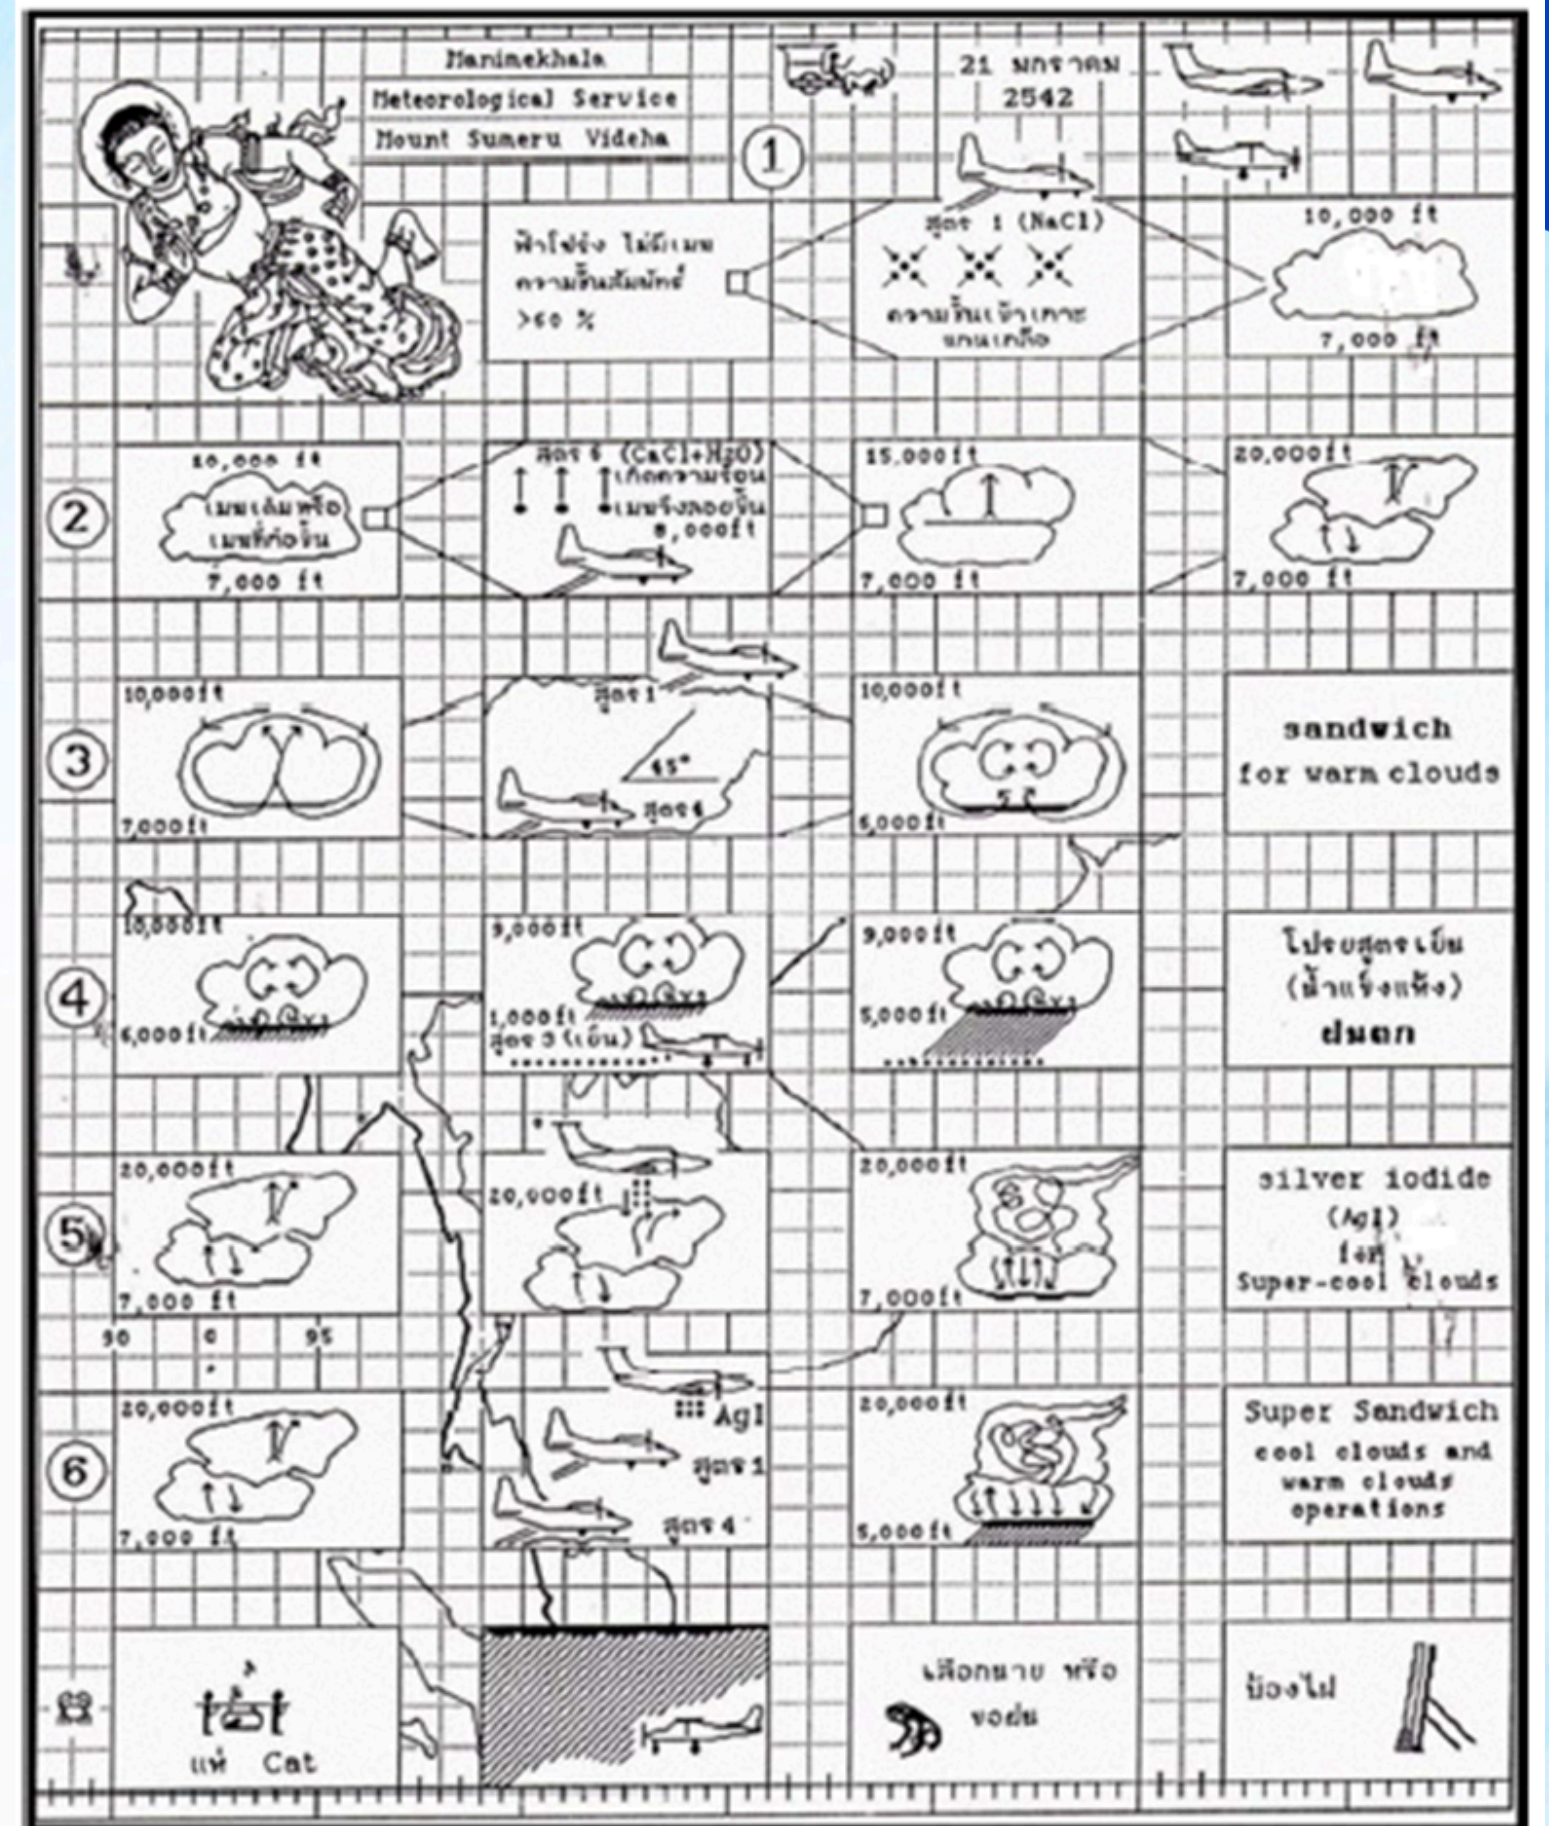 Manimekhala
Meteorological Service
Mount Sumeru Videha
21 มกราคม
2542
1
ฟ้าโปร่ง ไม่มีเมฆ
ความชื้นสัมพัทธ์
>60 %
สูตร 1 (NaCl)
ความชื้นเข้าเกาะ
แกนเกลือ
10,000 ft
7,000 ft
2
10,000 ft
เมฆเดิมหรือ
เมฆที่ก่อขึ้น
7,000 ft
สูตร 6 (CaCl+H2O)
เกิดความร้อน
เมฆจึงลอยขึ้น
8,000ft
15,000ft
7,000 ft
20,000ft
7,000 ft
3
10,000ft
7,000ft
สูตร 1
45°
สูตร 4
10,000ft
6,000ft
sandwich
for warm clouds
4
10,000ft
6,000ft
9,000ft
1,000ft
สูตร 3 (เย็น)
9,000ft
5,000ft
โปรยสูตรเย็น
(น้ำแข็งแห้ง)
ฝนตก
5
20,000ft
7,000 ft
20,000ft
20,000ft
7,000ft
silver iodide
(AgI)
for
Super-cool clouds
90
95
6
20,000ft
7,000 ft
AgI
สูตร 1
สูตร 4
20,000ft
5,000ft
Super Sandwich
cool clouds and
warm clouds
operations
แห่ Cat
เลือกนาย หรือ
ขอฝน
บ้องไฟ